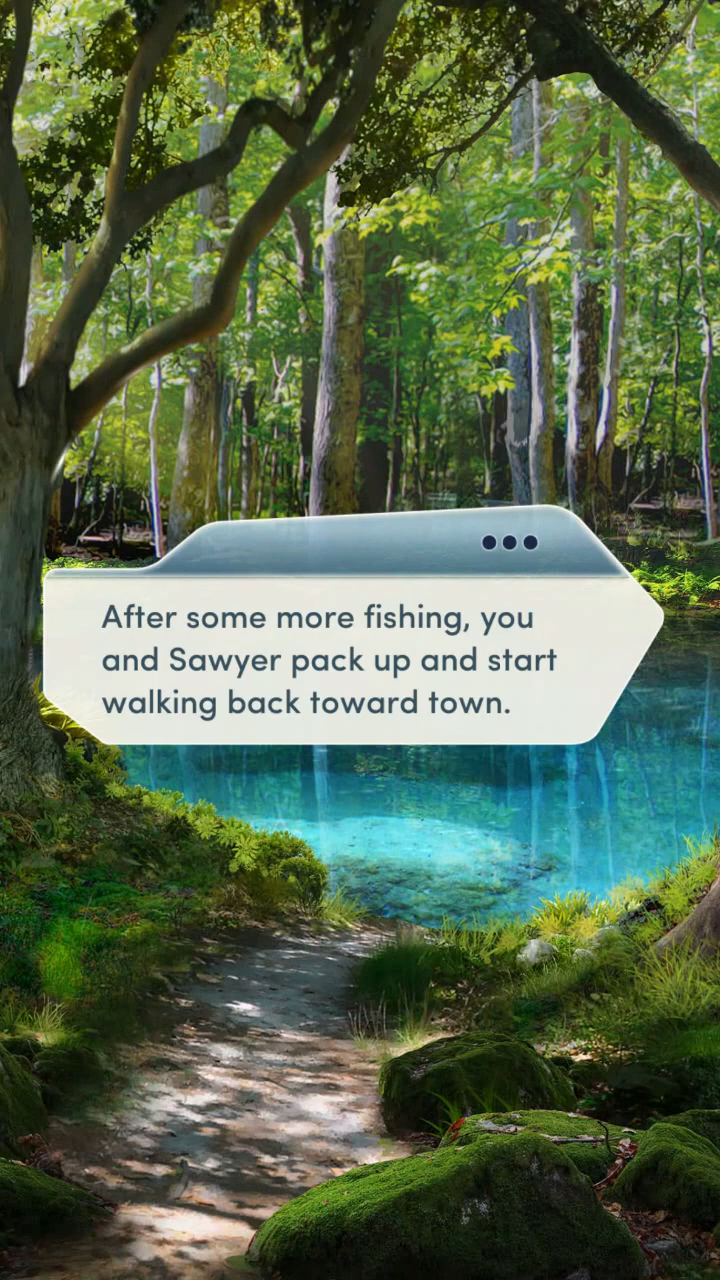 After some more fishing, you
and Sawyer pack up and start
walking back toward town.